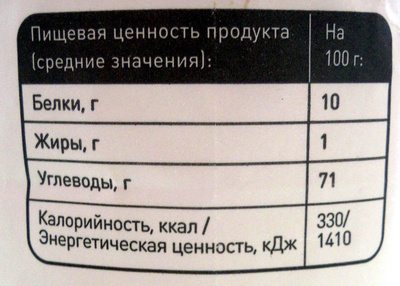 Пищевая ценность продукта
(средние значения):
На
100 г:
Белки, г
10
Жиры, г
1
Углеводы, г
71
Калорийность, ккал /
Энергетическая ценность, кДж
330/
1410